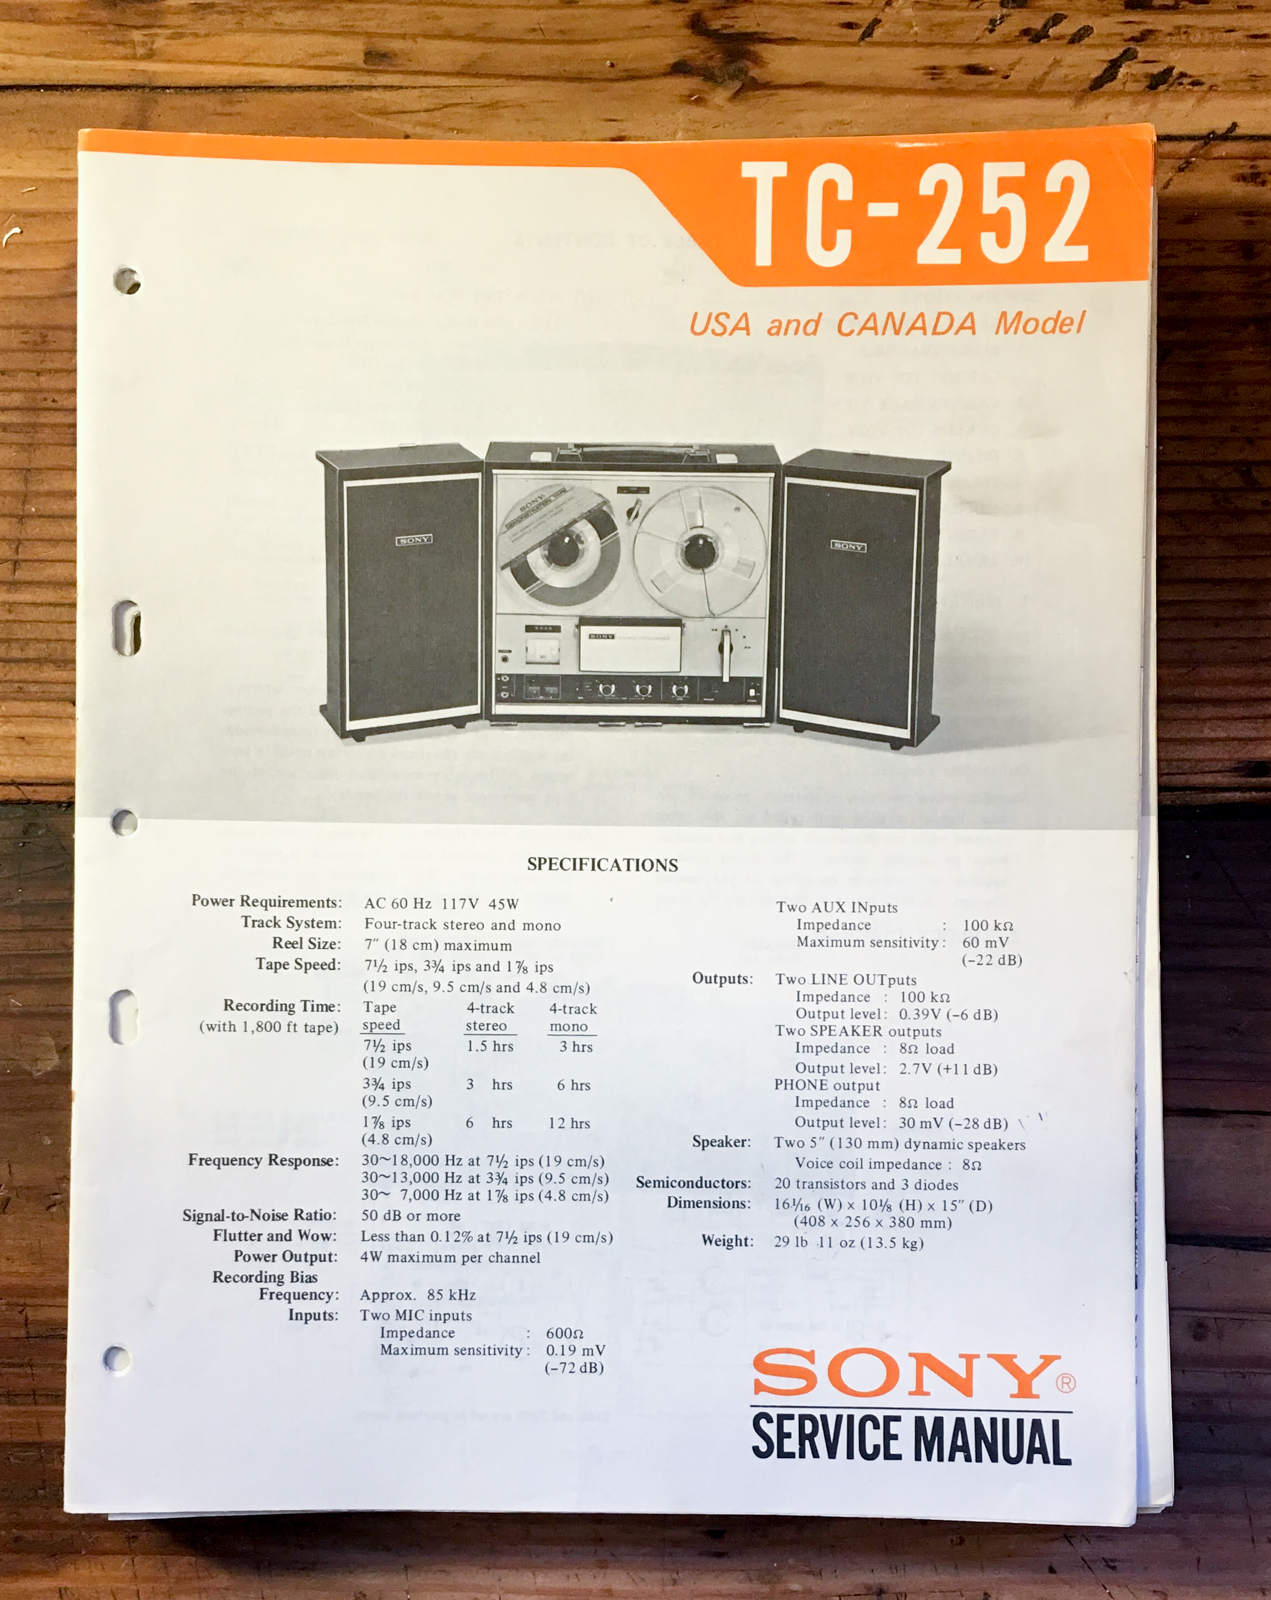 TC-252
USA and CANADA Model
SONY
SONY
SONY
SONY
SPECIFICATIONS
Power Requirements: AC 60 Hz 117V 45W
Track System: Four-track stereo and mono
Reel Size: 7" (18 cm) maximum
Tape Speed: 7½ ips, 3¾ ips and 1⅞ ips
(19 cm/s, 9.5 cm/s and 4.8 cm/s)
Recording Time: Tape 4-track 4-track
(with 1,800 ft tape) speed stereo mono
7½ ips 1.5 hrs 3 hrs
(19 cm/s)
3¾ ips 3 hrs 6 hrs
(9.5 cm/s)
1⅞ ips 6 hrs 12 hrs
(4.8 cm/s)
Frequency Response: 30~18,000 Hz at 7½ ips (19 cm/s)
30~13,000 Hz at 3¾ ips (9.5 cm/s)
30~ 7,000 Hz at 1⅞ ips (4.8 cm/s)
Signal-to-Noise Ratio: 50 dB or more
Flutter and Wow: Less than 0.12% at 7½ ips (19 cm/s)
Power Output: 4W maximum per channel
Recording Bias
Frequency: Approx. 85 kHz
Inputs: Two MIC inputs
Impedance : 600Ω
Maximum sensitivity : 0.19 mV
(−72 dB)
Two AUX INputs
Impedance : 100 kΩ
Maximum sensitivity : 60 mV
(−22 dB)
Outputs: Two LINE OUTputs
Impedance : 100 kΩ
Output level : 0.39V (−6 dB)
Two SPEAKER outputs
Impedance : 8Ω load
Output level : 2.7V (+11 dB)
PHONE output
Impedance : 8Ω load
Output level : 30 mV (−28 dB)
Speaker: Two 5" (130 mm) dynamic speakers
Voice coil impedance : 8Ω
Semiconductors: 20 transistors and 3 diodes
Dimensions: 16 1/16 (W) x 10⅛ (H) x 15" (D)
(408 x 256 x 380 mm)
Weight: 29 lb 11 oz (13.5 kg)
SONY®
SERVICE MANUAL